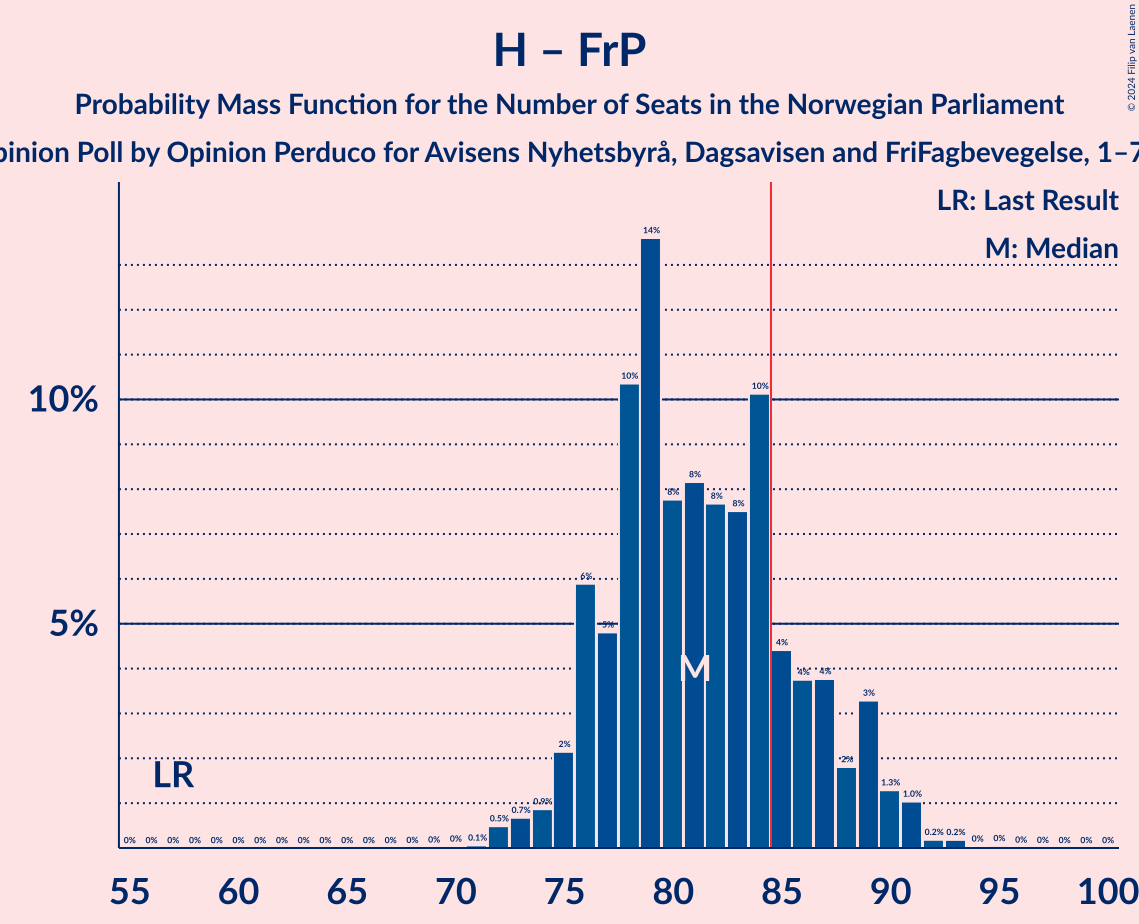 H – FrP
© 2024 Filip van Laenen
Probability Mass Function for the Number of Seats in the Norwegian Parliament
pinion Poll by Opinion Perduco for Avisens Nyhetsbyrå, Dagsavisen and FriFagbevegelse, 1–7
LR: Last Result
M: Median
10%
5%
0% 0% 0% 0% 0% 0% 0% 0% 0% 0% 0% 0% 0% 0% 0% 0% 0.1% 0.5% 0.7% 0.9% 2% 6% 5% 10% 14% 8% 8% 8% 8% 10% 4% 4% 4% 2% 3% 1.3% 1.0% 0.2% 0.2% 0% 0% 0% 0% 0% 0% 0%
M
LR
55 60 65 70 75 80 85 90 95 100